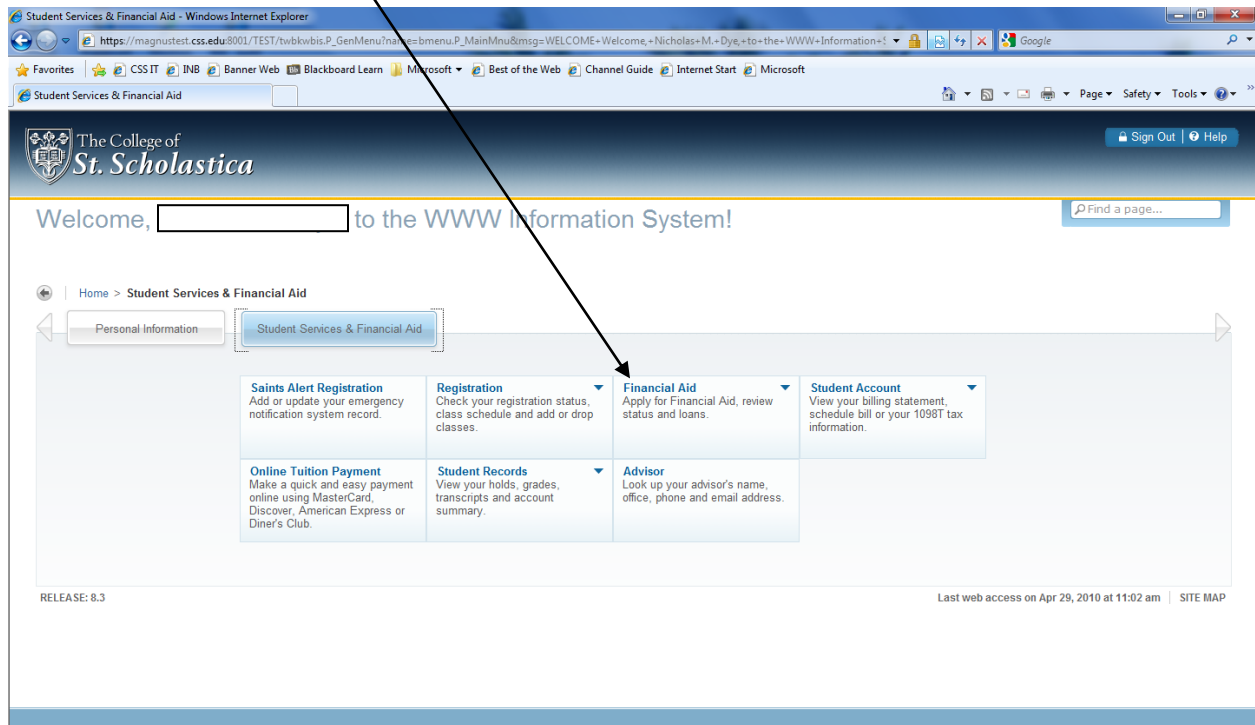 Student Services & Financial Aid - Windows Internet Explorer
https://magnustest.css.edu:8001/TEST/twbkwbis.P_GenMenu?name=bmenu.P_MainMnu&msg=WELCOME+Welcome,+Nicholas+M.+Dye,+to+the+WWW+Information+
Google
Favorites CSS IT INB Banner Web Blackboard Learn Microsoft Best of the Web Channel Guide Internet Start Microsoft
Student Services & Financial Aid
Page Safety Tools
The College of
St. Scholastica
Sign Out | Help
Welcome, to the WWW Information System!
Find a page...
Home > Student Services & Financial Aid
Personal Information
Student Services & Financial Aid
Saints Alert Registration
Add or update your emergency
notification system record.
Registration
Check your registration status,
class schedule and add or drop
classes.
Financial Aid
Apply for Financial Aid, review
status and loans.
Student Account
View your billing statement,
schedule bill or your 1098T tax
information.
Online Tuition Payment
Make a quick and easy payment
online using MasterCard,
Discover, American Express or
Diner's Club.
Student Records
View your holds, grades,
transcripts and account
summary.
Advisor
Look up your advisor's name,
office, phone and email address.
RELEASE: 8.3
Last web access on Apr 29, 2010 at 11:02 am | SITE MAP